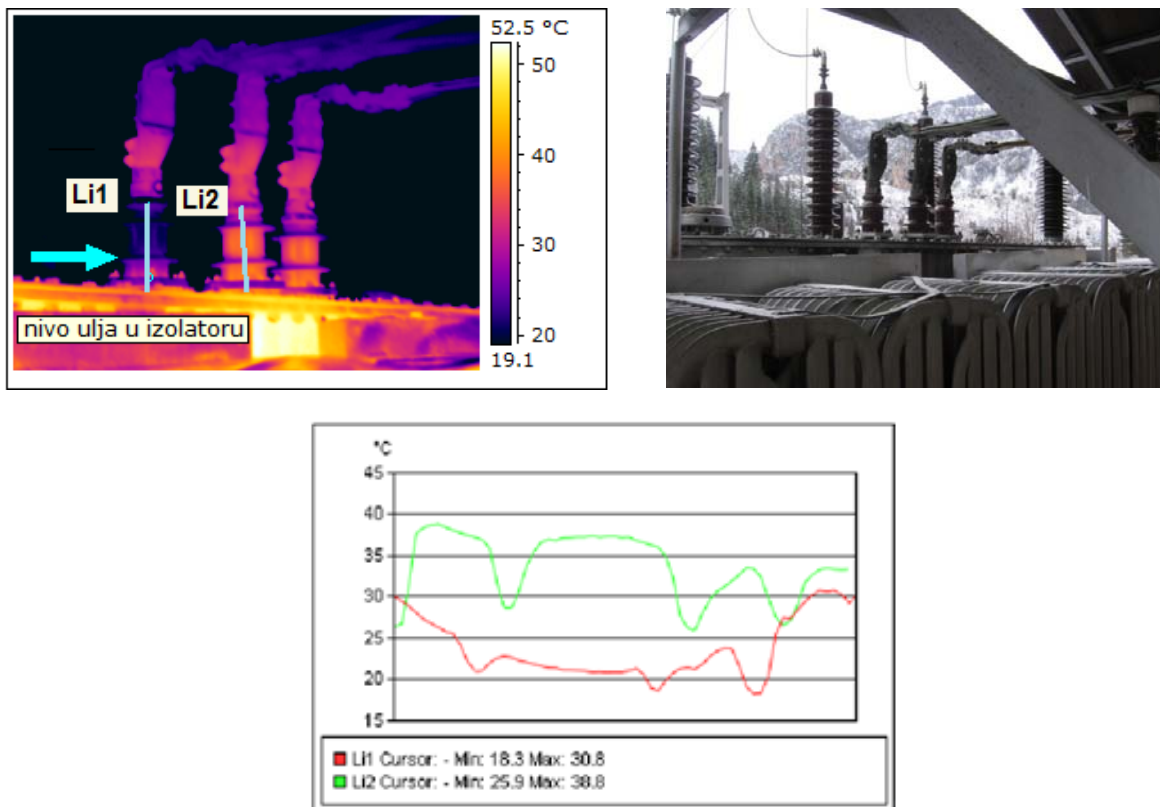 52.5 °C
50
40
30
20
19.1
Li1
Li2
nivo ulja u izolatoru
°C
45
40
35
30
25
20
15
Li1 Cursor: - Min: 18.3 Max: 30.8
Li2 Cursor: - Min: 25.9 Max: 38.8